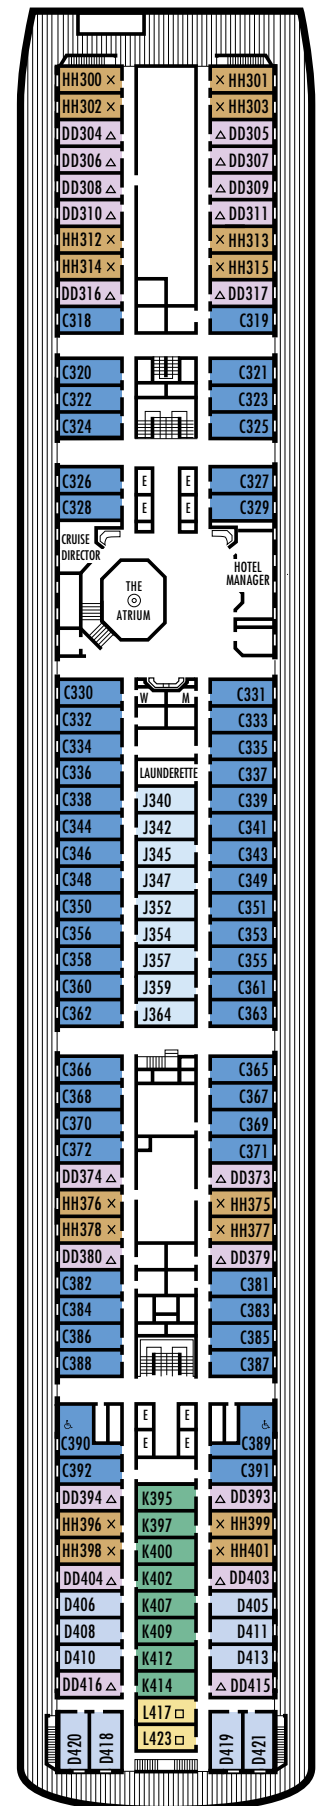 HH300 × × HH301
HH302 × × HH303
DD304 △ △ DD305
DD306 △ △ DD307
DD308 △ △ DD309
DD310 △ △ DD311
HH312 × × HH313
HH314 × × HH315
DD316 △ △ DD317
C318 C319
C320 C321
C322 C323
C324 C325
C326 E E C327
C328 E E C329
CRUISE
DIRECTOR
HOTEL
MANAGER
THE
ATRIUM
C330 W M C331
C332 C333
C334 C335
C336 LAUNDERETTE C337
C338 J340 C339
C344 J342 C341
C346 J345 C343
C348 J347 C349
C350 J352 C351
C356 J354 C353
C358 J357 C355
C360 J359 C361
C362 J364 C363
C366 C365
C368 C367
C370 C369
C372 C371
DD374 △ △ DD373
HH376 × × HH375
HH378 × × HH377
DD380 △ △ DD379
C382 C381
C384 C383
C386 C385
C388 C387
E E
C390 E E C389
C392 C391
DD394 △ K395 △ DD393
HH396 × K397 × HH399
HH398 × K400 × HH401
DD404 △ K402 △ DD403
D406 K407 D405
D408 K409 D411
D410 K412 D413
DD416 △ K414 △ DD415
L417 □
D420 D418 L423 □ D419 D421